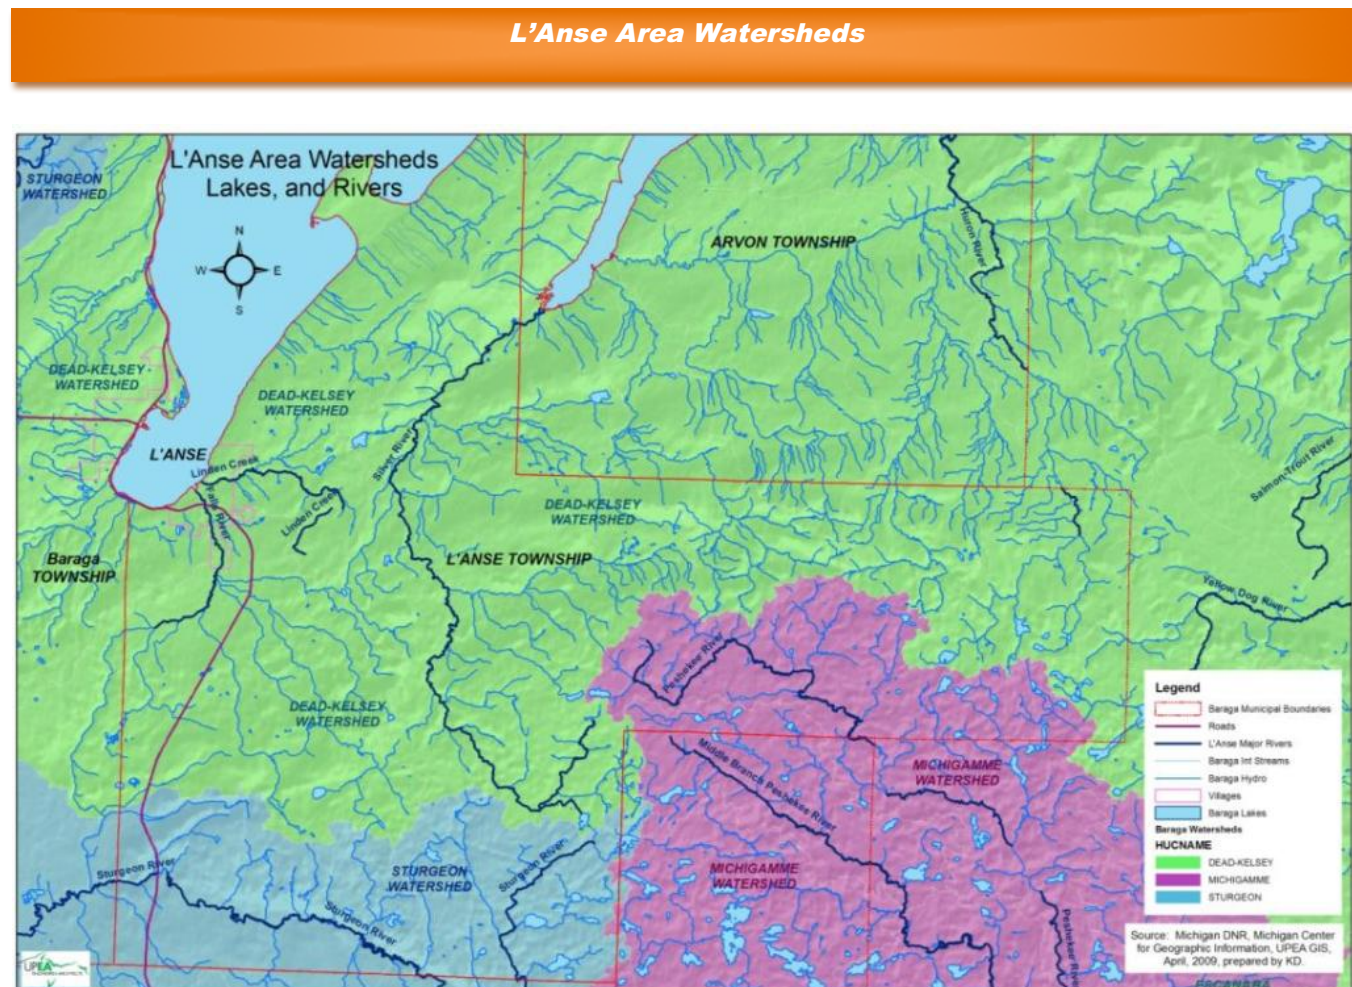 L'Anse Area Watersheds
L'Anse Area Watersheds
Lakes, and Rivers
N
W
E
S
STURGEON
WATERSHED
ARVON TOWNSHIP
Huron River
DEAD-KELSEY
WATERSHED
DEAD-KELSEY
WATERSHED
L'ANSE
Linden Creek
Falls River
Linden Creek
Silver River
Salmon-Trout River
DEAD-KELSEY
WATERSHED
Baraga
TOWNSHIP
L'ANSE TOWNSHIP
Yellow Dog River
Peshekee River
DEAD-KELSEY
WATERSHED
Middle Branch Peshekee River
MICHIGAMME
WATERSHED
MICHIGAMME
WATERSHED
Sturgeon River
STURGEON
WATERSHED
Sturgeon River
Sturgeon River
Peshekee River
Legend
Baraga Municipal Boundaries
Roads
L'Anse Major Rivers
Baraga Int Streams
Baraga Hydro
Villages
Baraga Lakes
Baraga Watersheds
HUCNAME
DEAD-KELSEY
MICHIGAMME
STURGEON
Source: Michigan DNR, Michigan Center
for Geographic Information, UPEA GIS,
April, 2009, prepared by KD.
UPEA
ESCANABA